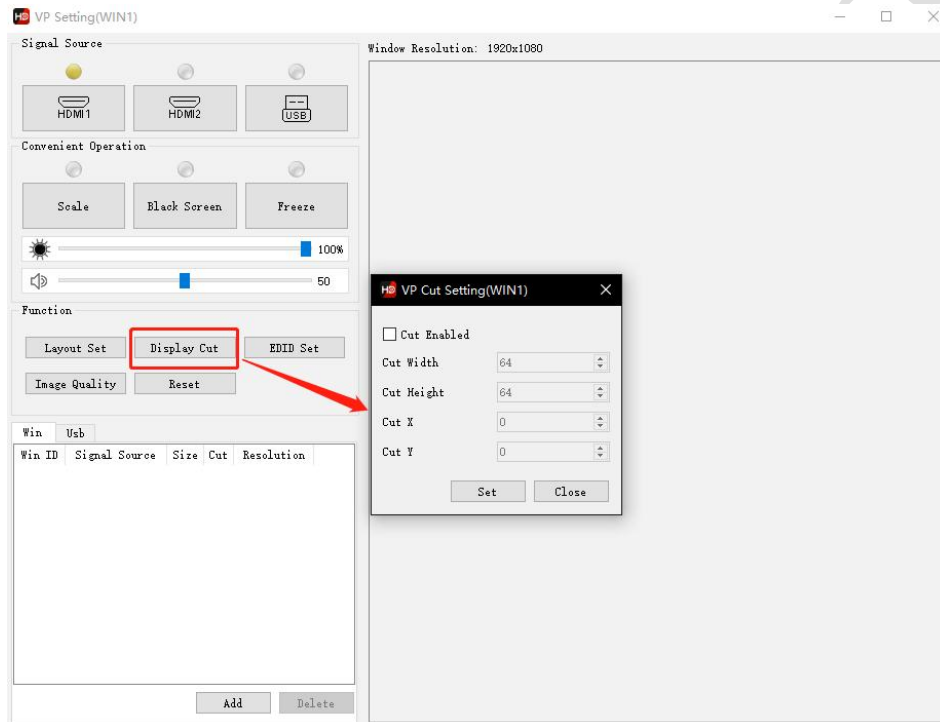 HD VP Setting(WIN1)
Signal Source
Window Resolution: 1920x1080
HDMI1 HDMI2 USB
Convenient Operation
Scale Black Screen Freeze
100%
50
Function
Layout Set Display Cut EDID Set
Image Quality Reset
Win Usb
Win ID Signal Source Size Cut Resolution
Add Delete
HD VP Cut Setting(WIN1)
Cut Enabled
Cut Width 64
Cut Height 64
Cut X 0
Cut Y 0
Set Close